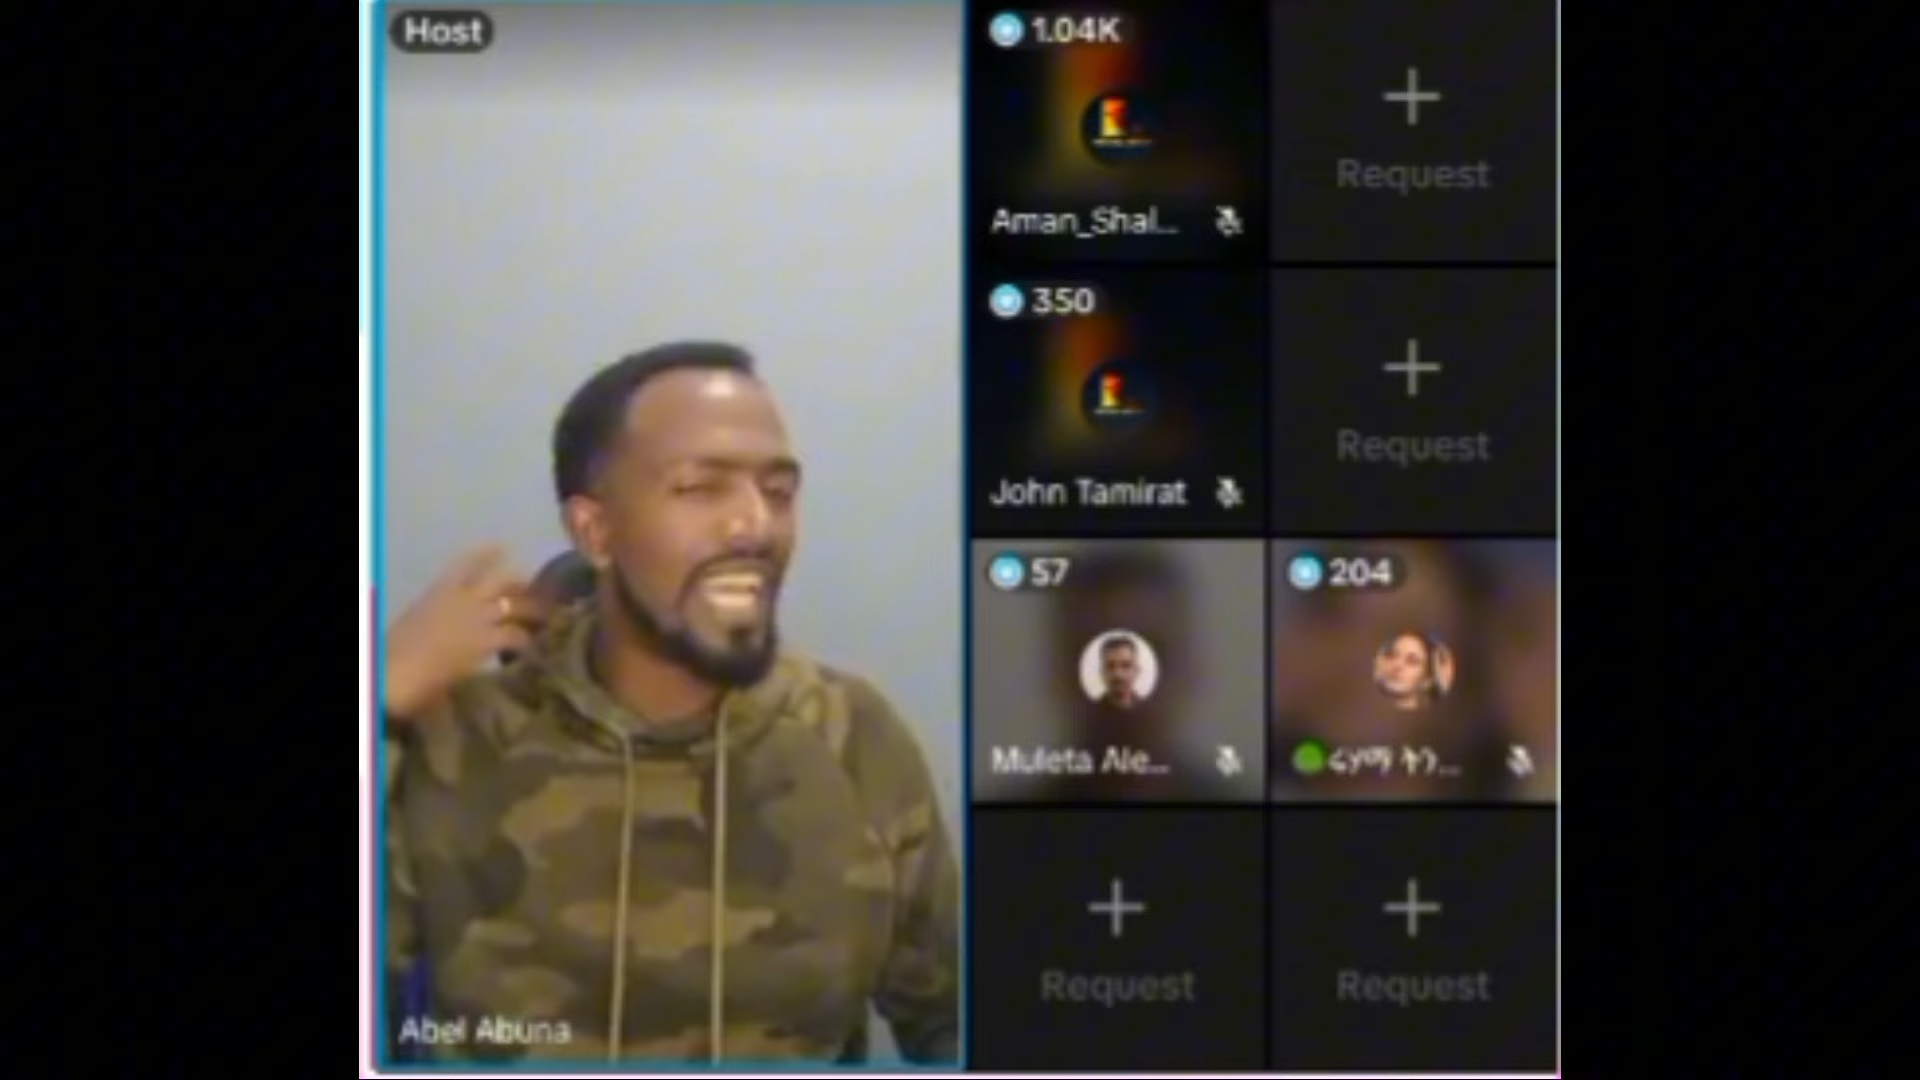 Host
1.04K
Aman_Shal...
Request
350
John Tamirat
Request
57
Muleta Ale...
204
Request
Request
Abel Abuna